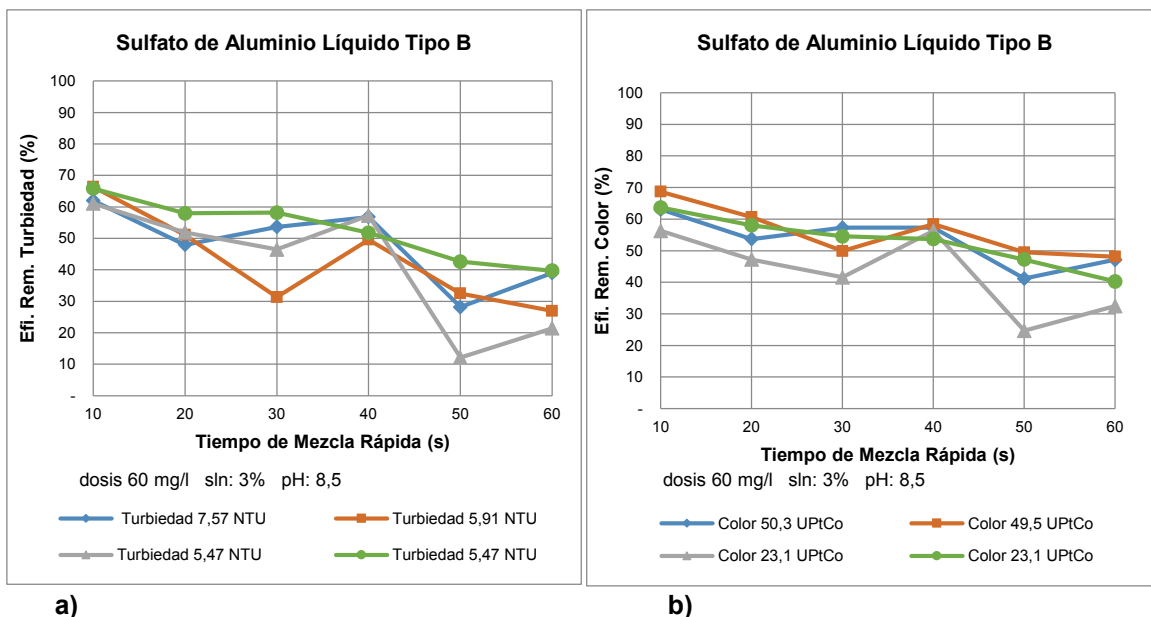 Sulfato de Aluminio Líquido Tipo B
Efi. Rem. Turbiedad (%)
100
90
80
70
60
50
40
30
20
10
-
10 20 30 40 50 60
Tiempo de Mezcla Rápida (s)
dosis 60 mg/l sln: 3% pH: 8,5
Turbiedad 7,57 NTU Turbiedad 5,91 NTU
Turbiedad 5,47 NTU Turbiedad 5,47 NTU
a)
Sulfato de Aluminio Líquido Tipo B
Efi. Rem. Color (%)
100
90
80
70
60
50
40
30
20
10
-
10 20 30 40 50 60
Tiempo de Mezcla Rápida (s)
dosis 60 mg/l sln: 3% pH: 8,5
Color 50,3 UPtCo Color 49,5 UPtCo
Color 23,1 UPtCo Color 23,1 UPtCo
b)